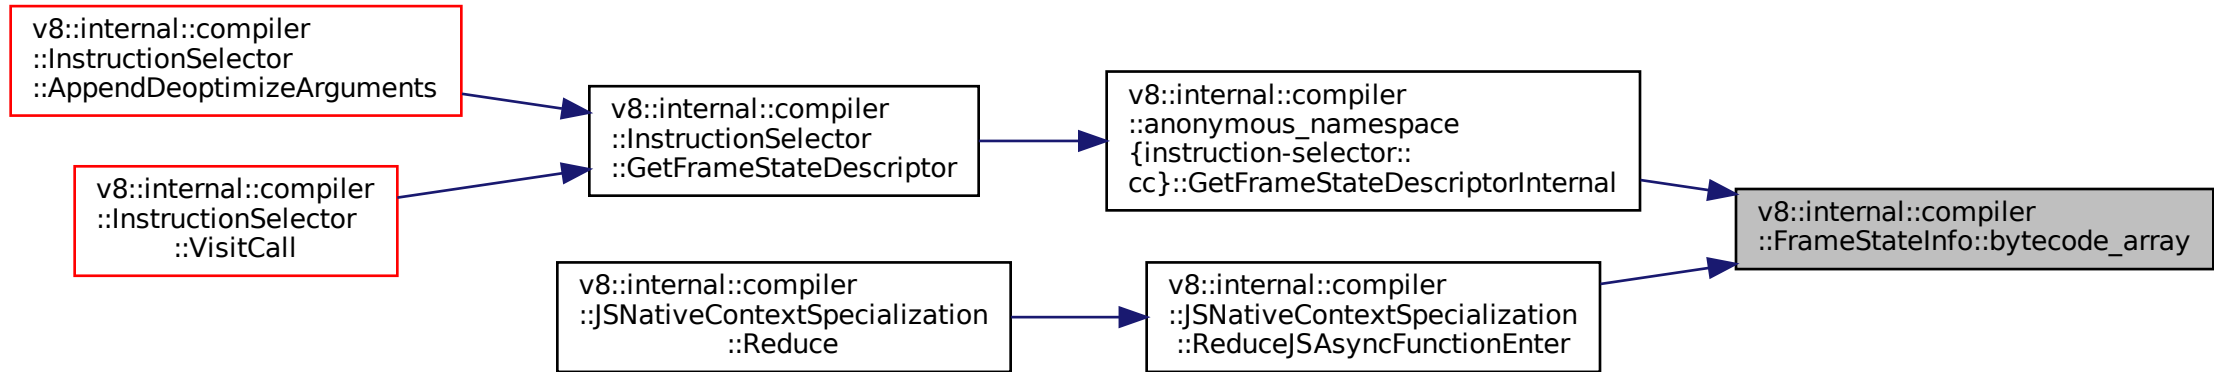 v8::internal::compiler
::InstructionSelector
::AppendDeoptimizeArguments
v8::internal::compiler
::InstructionSelector
::VisitCall
v8::internal::compiler
::InstructionSelector
::GetFrameStateDescriptor
v8::internal::compiler
::JSNativeContextSpecialization
::Reduce
v8::internal::compiler
::anonymous_namespace
{instruction-selector::
cc}::GetFrameStateDescriptorInternal
v8::internal::compiler
::JSNativeContextSpecialization
::ReduceJSAsyncFunctionEnter
v8::internal::compiler
::FrameStateInfo::bytecode_array